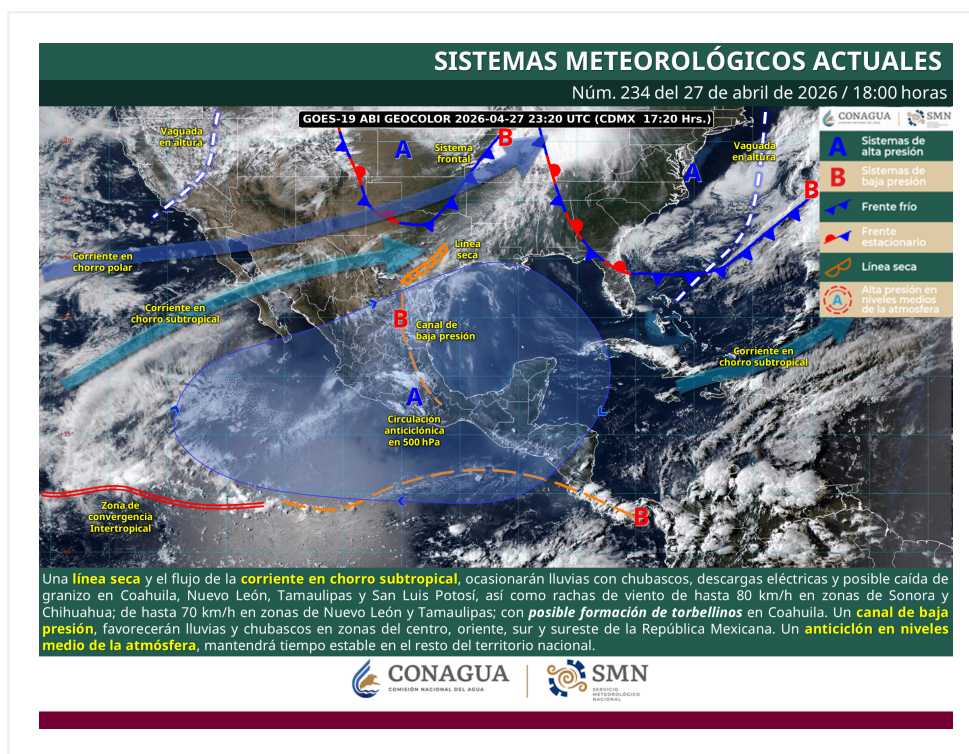 SISTEMAS METEOROLÓGICOS ACTUALES
Núm. 234 del 27 de abril de 2026 / 18:00 horas
GOES-19 ABI GEOCOLOR 2026-04-27 23:20 UTC (CDMX 17:20 Hrs.)
CONAGUA
SMN
Vaguada
en altura
A
Sistema
frontal
B
Vaguada
en altura
A
B
A Sistemas de
alta presión
B Sistemas de
baja presión
Frente frío
Frente
estacionario
Línea seca
A Alta presión en
niveles medios
de la atmosfera
Corriente en
chorro polar
Línea
seca
Corriente en
chorro subtropical
B
Canal de
baja presión
Corriente en
chorro subtropical
A
Circulación
anticiclónica
en 500 hPa
Zona de
convergencia
Intertropical
B
Una línea seca y el flujo de la corriente en chorro subtropical, ocasionarán lluvias con chubascos, descargas eléctricas y posible caída de
granizo en Coahuila, Nuevo León, Tamaulipas y San Luis Potosí, así como rachas de viento de hasta 80 km/h en zonas de Sonora y
Chihuahua; de hasta 70 km/h en zonas de Nuevo León y Tamaulipas; con posible formación de torbellinos en Coahuila. Un canal de baja
presión, favorecerán lluvias y chubascos en zonas del centro, oriente, sur y sureste de la República Mexicana. Un anticiclón en niveles
medio de la atmósfera, mantendrá tiempo estable en el resto del territorio nacional.
CONAGUA
COMISIÓN NACIONAL DEL AGUA
SMN
SERVICIO
METEOROLÓGICO
NACIONAL